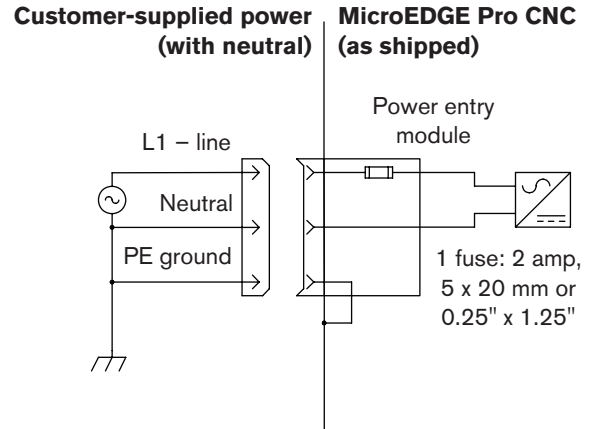 Customer-supplied power
(with neutral)
MicroEDGE Pro CNC
(as shipped)
Power entry
module
L1 – line
Neutral
PE ground
1 fuse: 2 amp,
5 x 20 mm or
0.25" x 1.25"